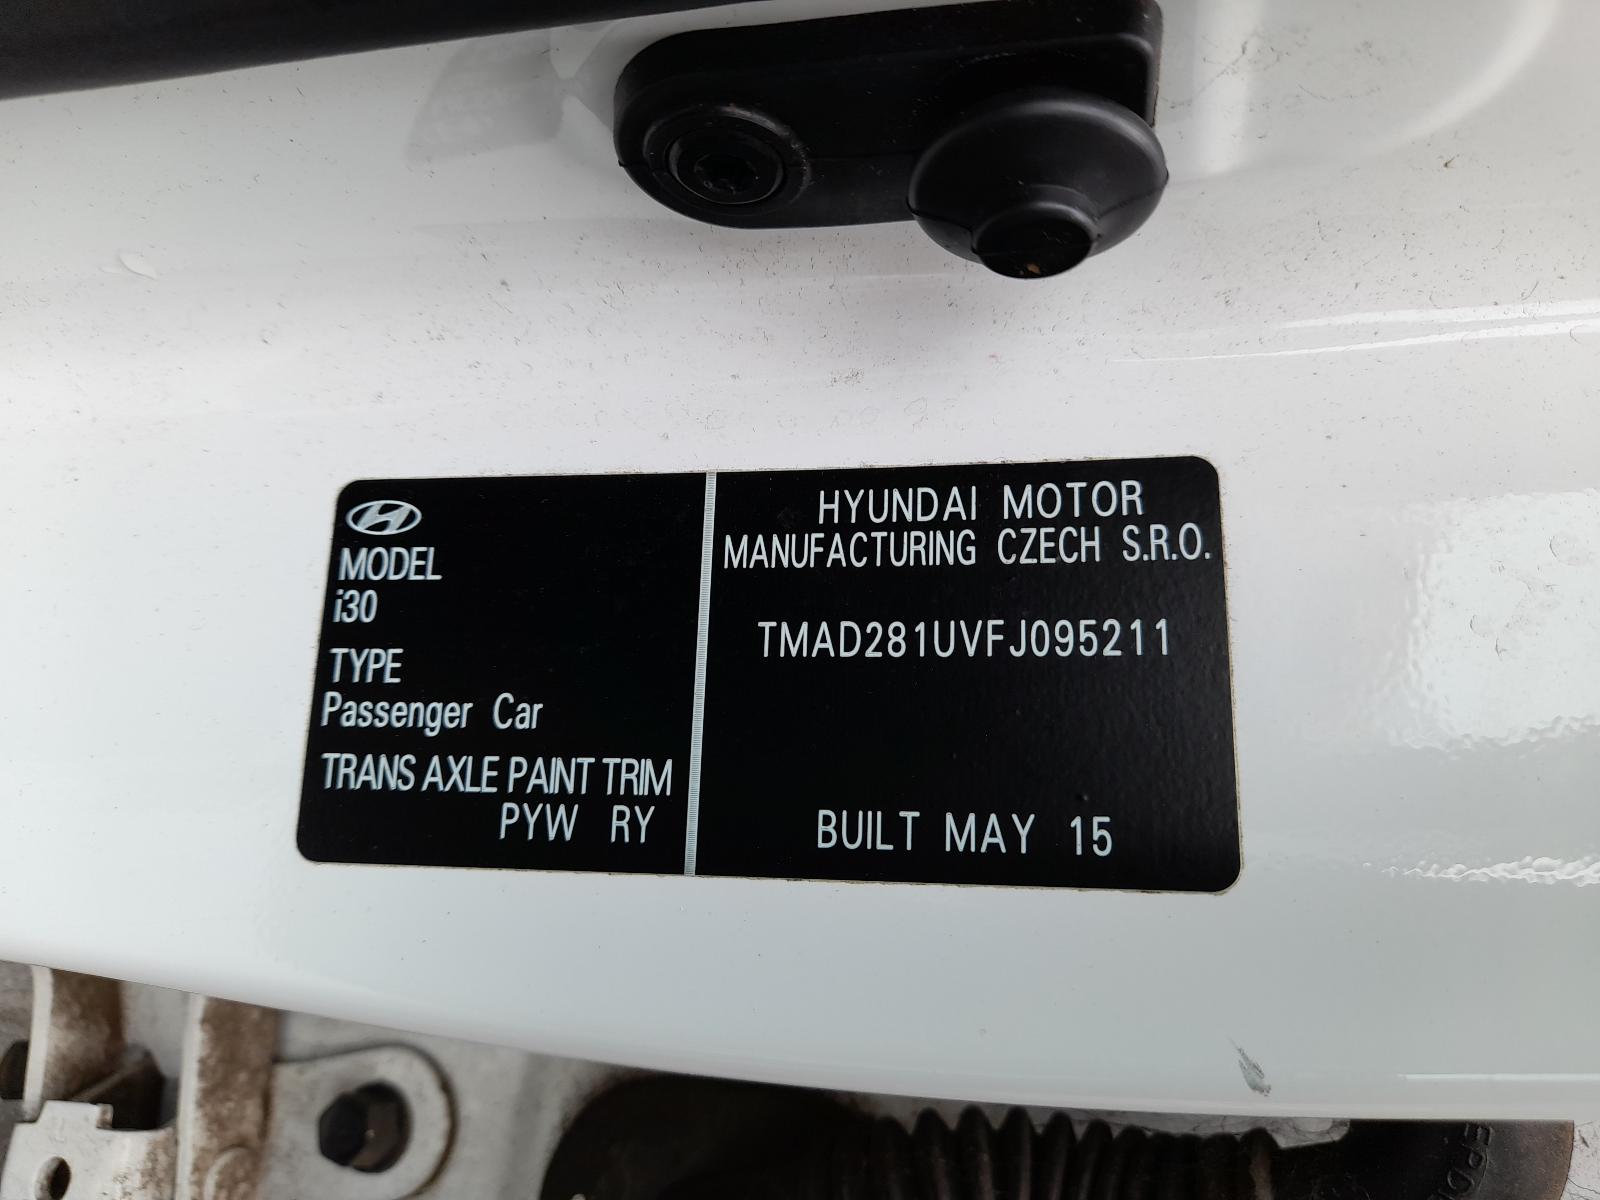 MODEL
i30
TYPE
Passenger Car
TRANS AXLE PAINT TRIM
PYW RY
HYUNDAI MOTOR
MANUFACTURING CZECH S.R.O.
TMAD281UVFJ095211
BUILT MAY 15
EPD